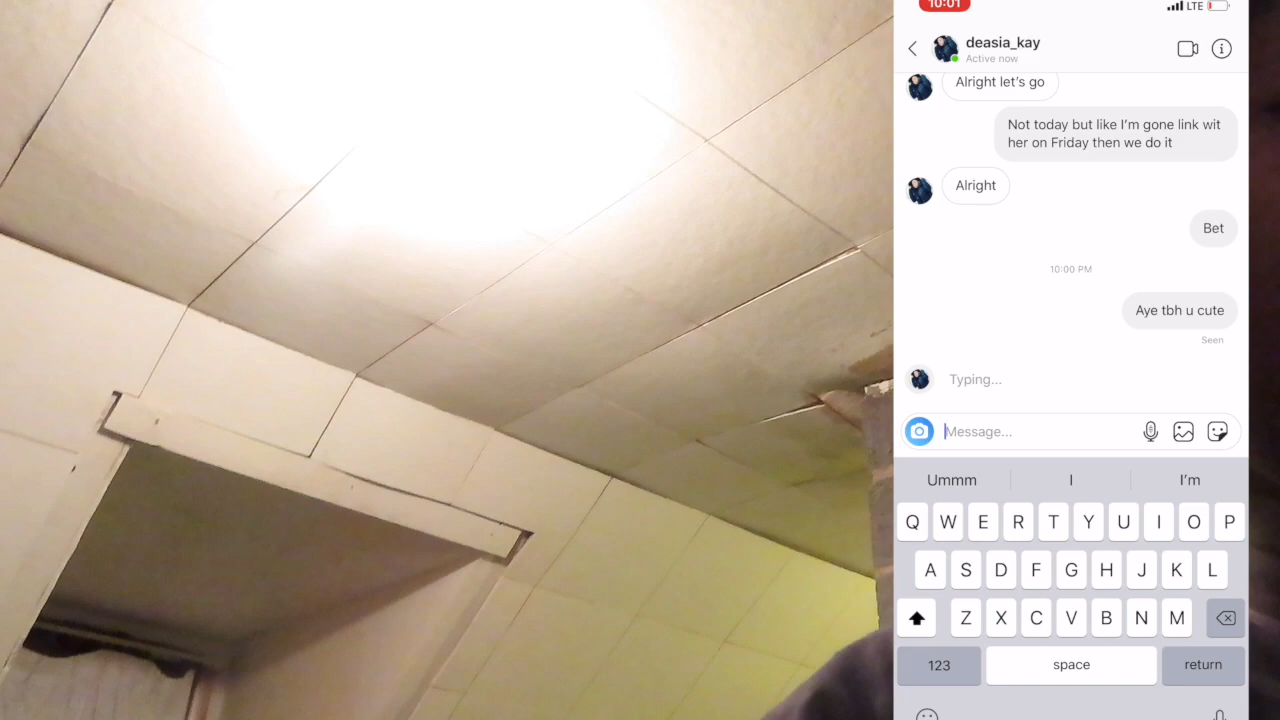 10:01
LTE
deasia_kay
Active now
Alright let's go
Not today but like I'm gone link wit
her on Friday then we do it
Alright
Bet
10:00 PM
Aye tbh u cute
Seen
Typing...
Message...
Ummm I I'm
Q W E R T Y U I O P
A S D F G H J K L
Z X C V B N M
123 space return